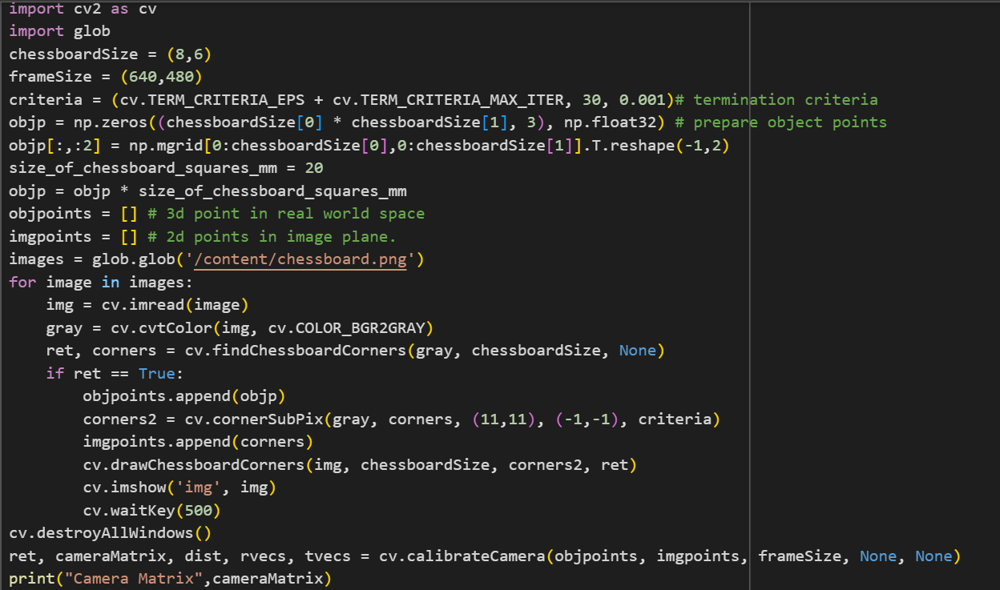 import cv2 as cv
import glob
chessboardSize = (8,6)
frameSize = (640,480)
criteria = (cv.TERM_CRITERIA_EPS + cv.TERM_CRITERIA_MAX_ITER, 30, 0.001)# termination criteria
objp = np.zeros((chessboardSize[0] * chessboardSize[1], 3), np.float32) # prepare object points
objp[:,:2] = np.mgrid[0:chessboardSize[0],0:chessboardSize[1]].T.reshape(-1,2)
size_of_chessboard_squares_mm = 20
objp = objp * size_of_chessboard_squares_mm
objpoints = [] # 3d point in real world space
imgpoints = [] # 2d points in image plane.
images = glob.glob('/content/chessboard.png')
for image in images:
    img = cv.imread(image)
    gray = cv.cvtColor(img, cv.COLOR_BGR2GRAY)
    ret, corners = cv.findChessboardCorners(gray, chessboardSize, None)
    if ret == True:
        objpoints.append(objp)
        corners2 = cv.cornerSubPix(gray, corners, (11,11), (-1,-1), criteria)
        imgpoints.append(corners)
        cv.drawChessboardCorners(img, chessboardSize, corners2, ret)
        cv.imshow('img', img)
        cv.waitKey(500)
cv.destroyAllWindows()
ret, cameraMatrix, dist, rvecs, tvecs = cv.calibrateCamera(objpoints, imgpoints, frameSize, None, None)
print("Camera Matrix",cameraMatrix)